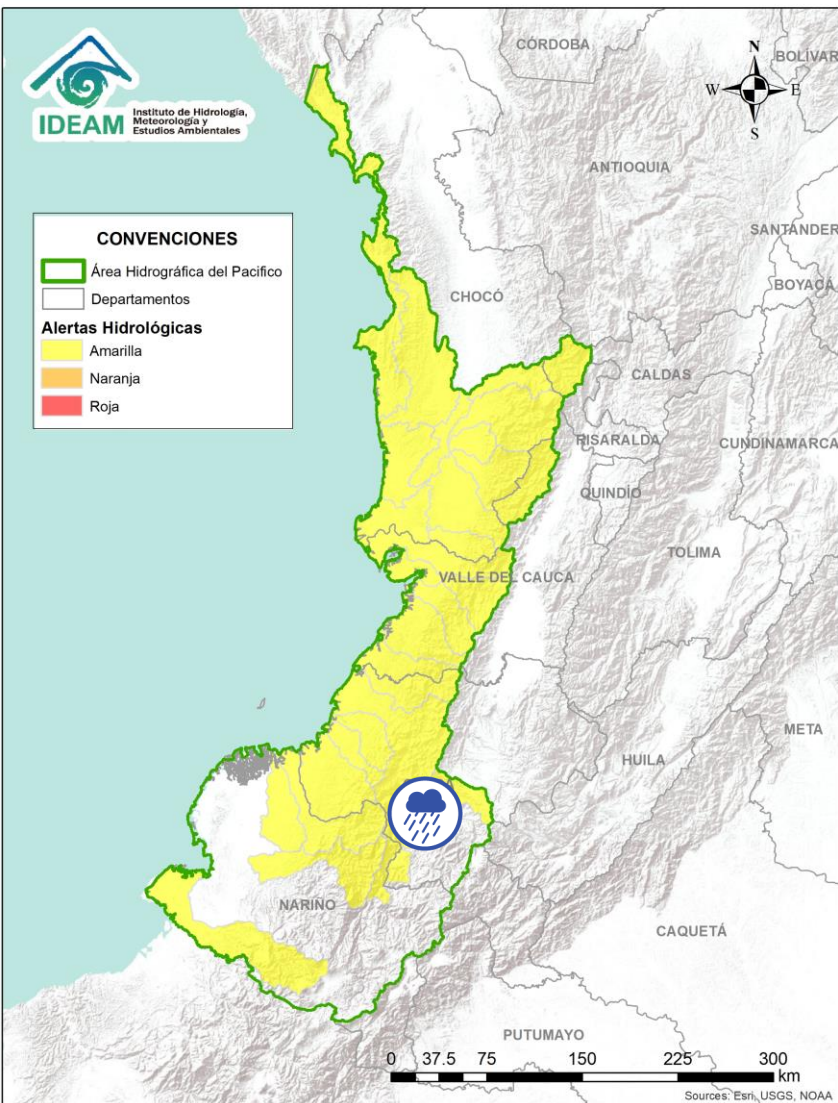 IDEAM
Instituto de Hidrología,
Meteorología y
Estudios Ambientales
CÓRDOBA
BOLÍVAR
N
W
E
S
ANTIOQUIA
SANTANDER
BOYACÁ
CONVENCIONES
Área Hidrográfica del Pacifico
Departamentos
Alertas Hidrológicas
Amarilla
Naranja
Roja
CHOCÓ
CALDAS
RISARALDA
CUNDINAMARCA
QUINDÍO
TOLIMA
VALLE DEL CAUCA
META
HUILA
NARIÑO
CAQUETÁ
PUTUMAYO
0 37.5 75 150 225 300
km
Sources: Esri, USGS, NOAA